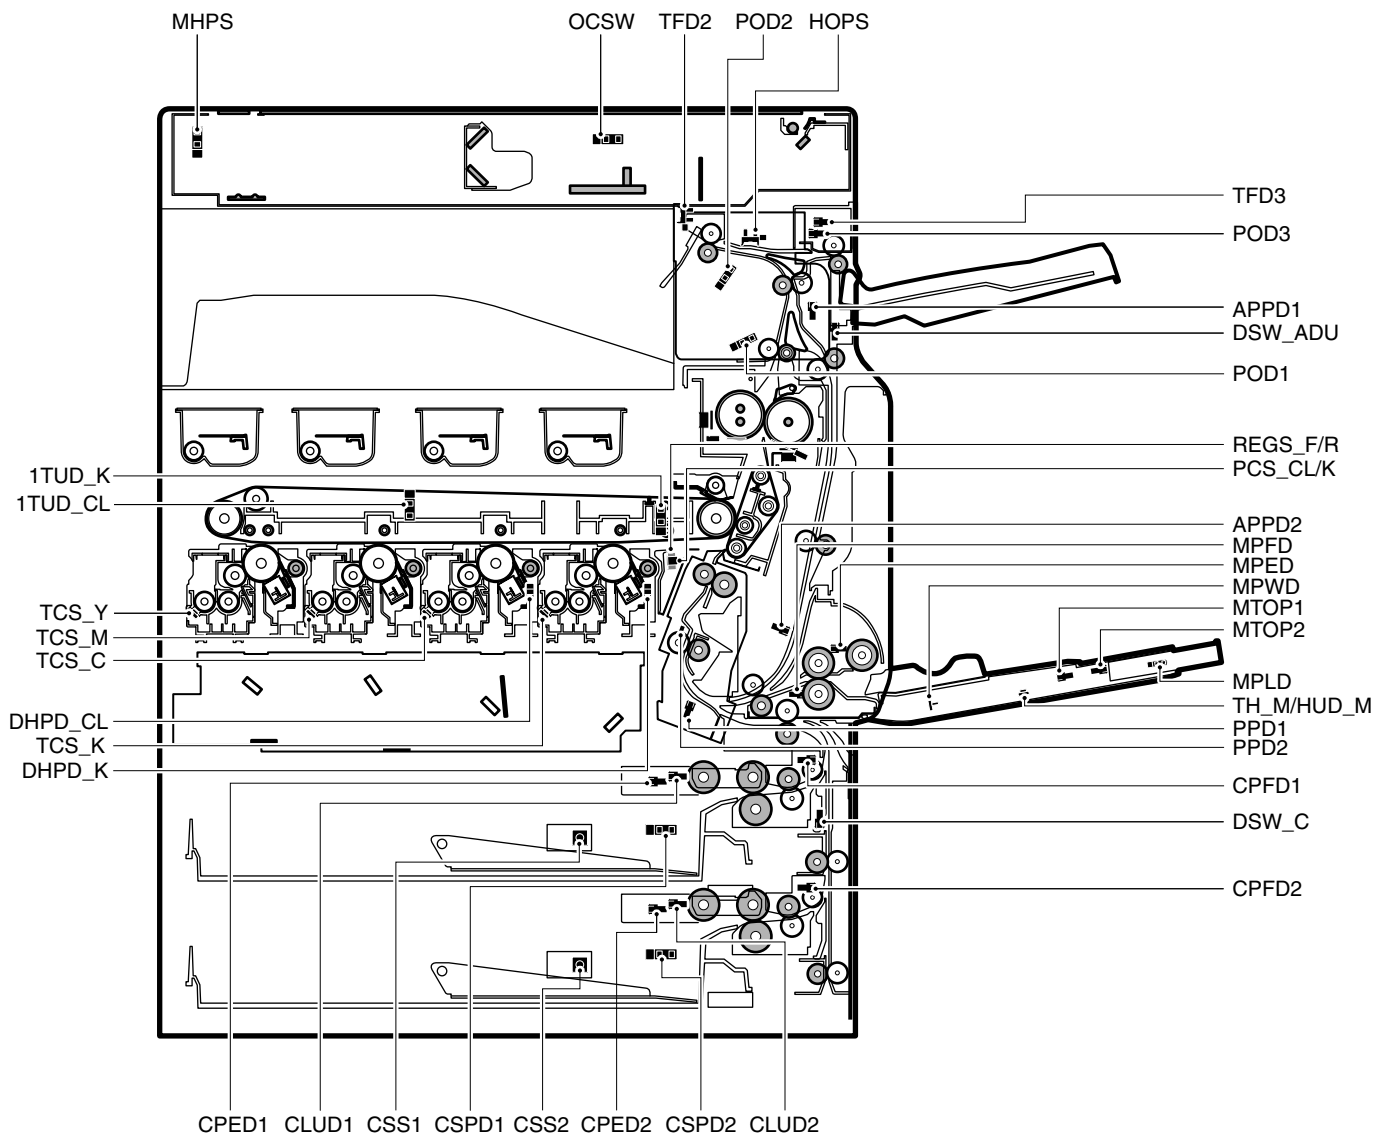 MHPS
OCSW
TFD2
POD2
HOPS
TFD3
POD3
APPD1
DSW_ADU
POD1
REGS_F/R
PCS_CL/K
1TUD_K
1TUD_CL
APPD2
MPFD
MPED
MPWD
MTOP1
MTOP2
MPLD
TH_M/HUD_M
PPD1
PPD2
CPFD1
DSW_C
CPFD2
TCS_Y
TCS_M
TCS_C
DHPD_CL
TCS_K
DHPD_K
CPED1
CLUD1
CSS1
CSPD1
CSS2
CPED2
CSPD2
CLUD2